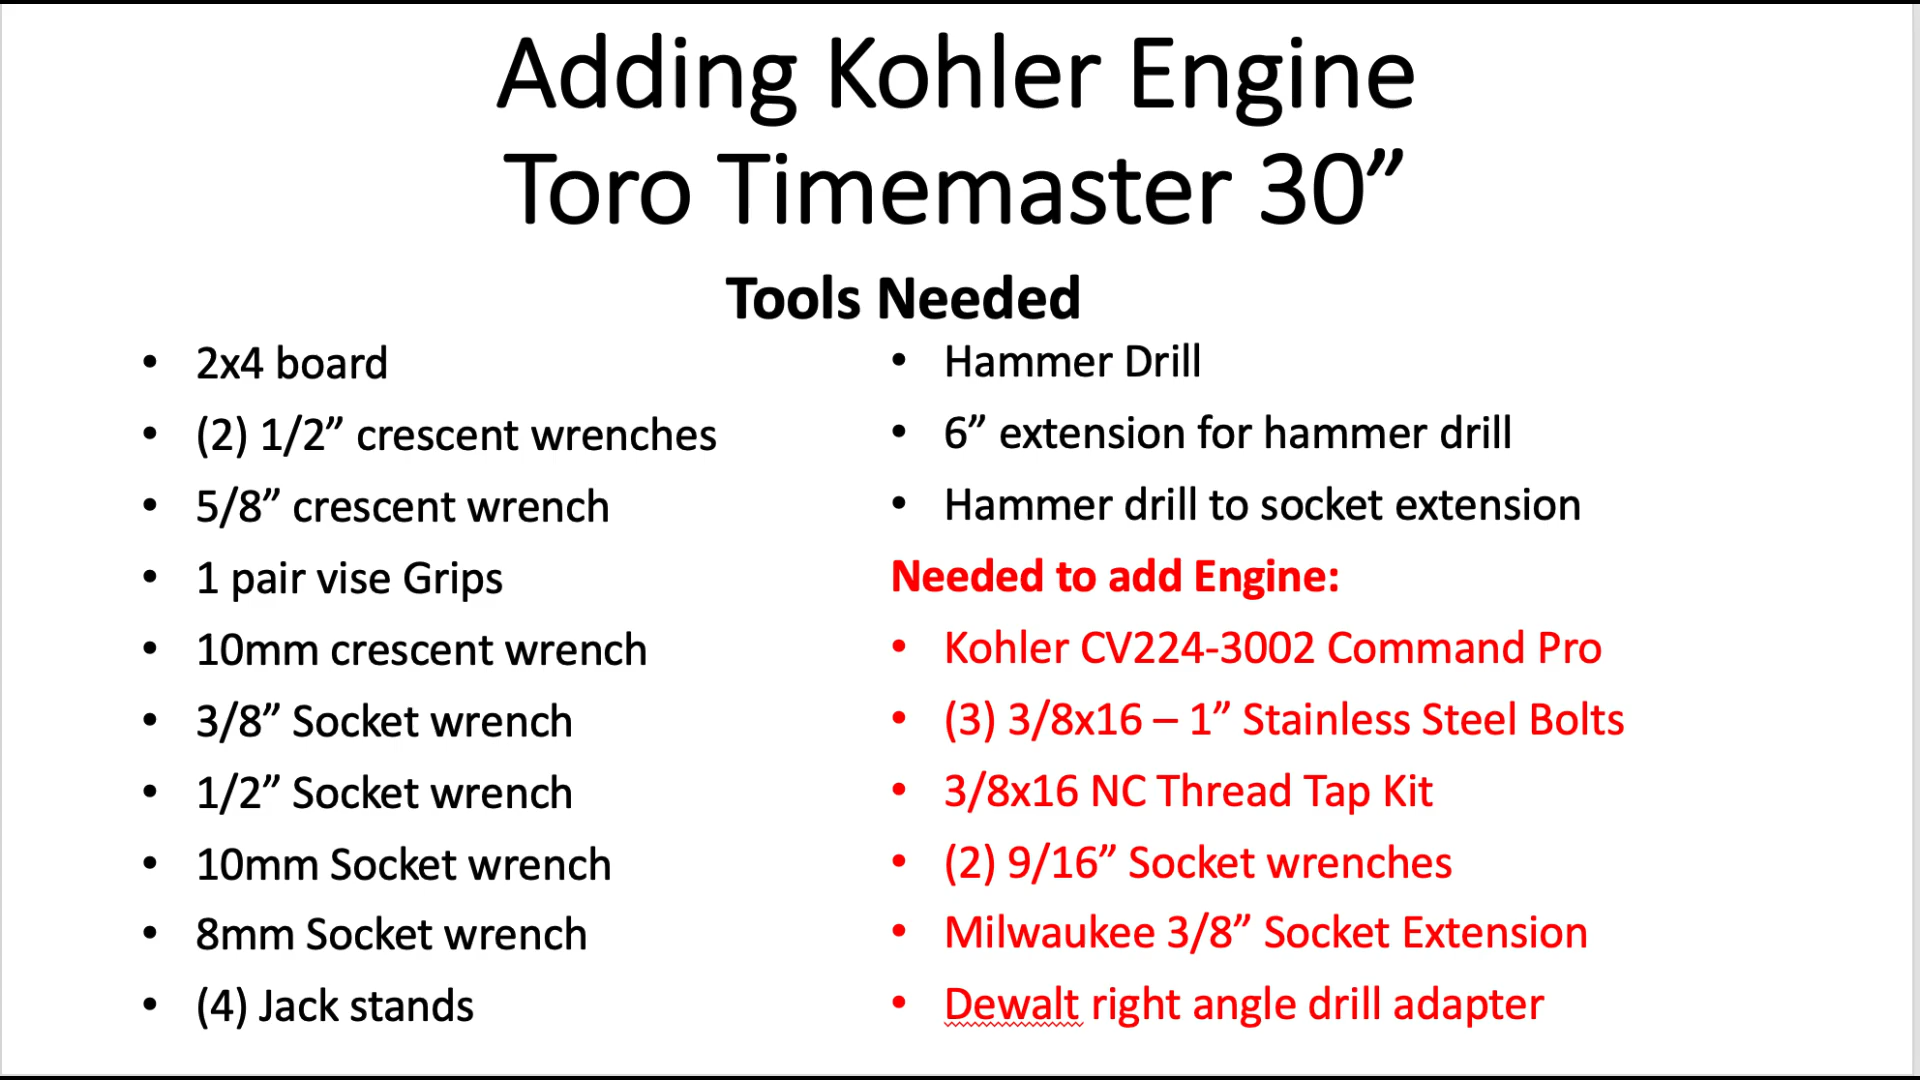 Adding Kohler Engine
Toro Timemaster 30”
Tools Needed
• 2x4 board
• (2) 1/2” crescent wrenches
• 5/8” crescent wrench
• 1 pair vise Grips
• 10mm crescent wrench
• 3/8” Socket wrench
• 1/2” Socket wrench
• 10mm Socket wrench
• 8mm Socket wrench
• (4) Jack stands
• Hammer Drill
• 6” extension for hammer drill
• Hammer drill to socket extension
Needed to add Engine:
• Kohler CV224-3002 Command Pro
• (3) 3/8x16 – 1” Stainless Steel Bolts
• 3/8x16 NC Thread Tap Kit
• (2) 9/16” Socket wrenches
• Milwaukee 3/8” Socket Extension
• Dewalt right angle drill adapter